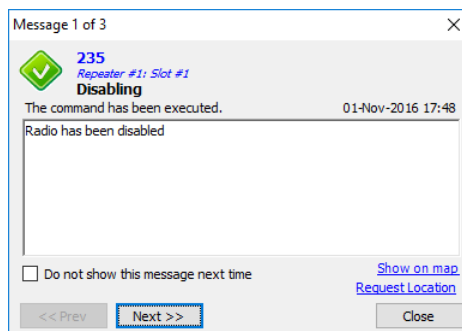 Message 1 of 3
235
Repeater #1: Slot #1
Disabling
The command has been executed. 01-Nov-2016 17:48
Radio has been disabled
Do not show this message next time
Show on map
Request Location
<< Prev Next >> Close